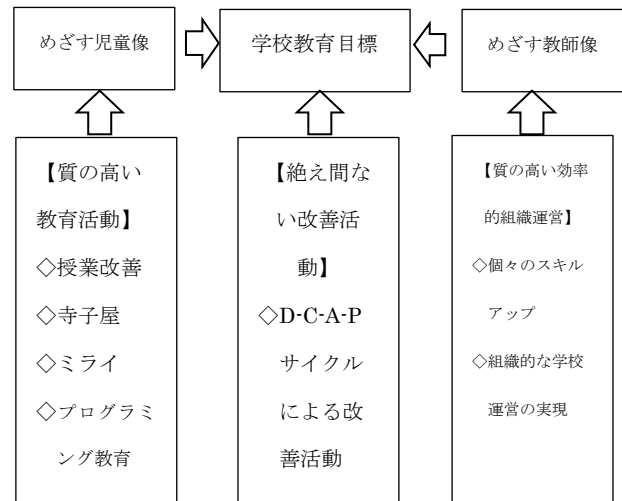 めざす児童像
学校教育目標
めざす教師像
【質の高い
教育活動】
◇授業改善
◇寺子屋
◇ミライ
◇プログラミ
ング教育
【絶え間な
い改善活
動】
◇D-C-A-P
サイクル
による改
善活動
【質の高い効率
的組織運営】
◇個々のスキル
アップ
◇組織的な学校
運営の実現